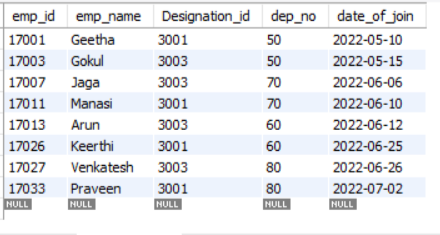 emp_id emp_name Designation_id dep_no date_of_join
17001 Geetha 3001 50 2022-05-10
17003 Gokul 3003 50 2022-05-15
17007 Jaga 3003 70 2022-06-06
17011 Manasi 3001 70 2022-06-10
17013 Arun 3003 60 2022-06-12
17026 Keerthi 3001 60 2022-06-25
17027 Venkatesh 3003 80 2022-06-26
17033 Praveen 3001 80 2022-07-02
NULL NULL NULL NULL NULL